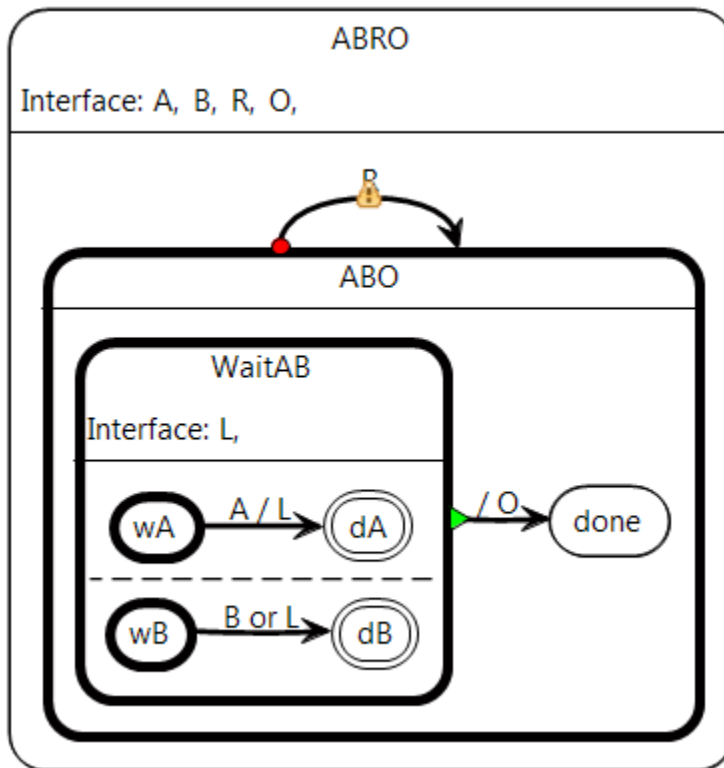 ABRO
Interface: A, B, R, O,
R
ABO
WaitAB
Interface: L,
wA
A / L
dA
/ O
done
wB
B or L
dB